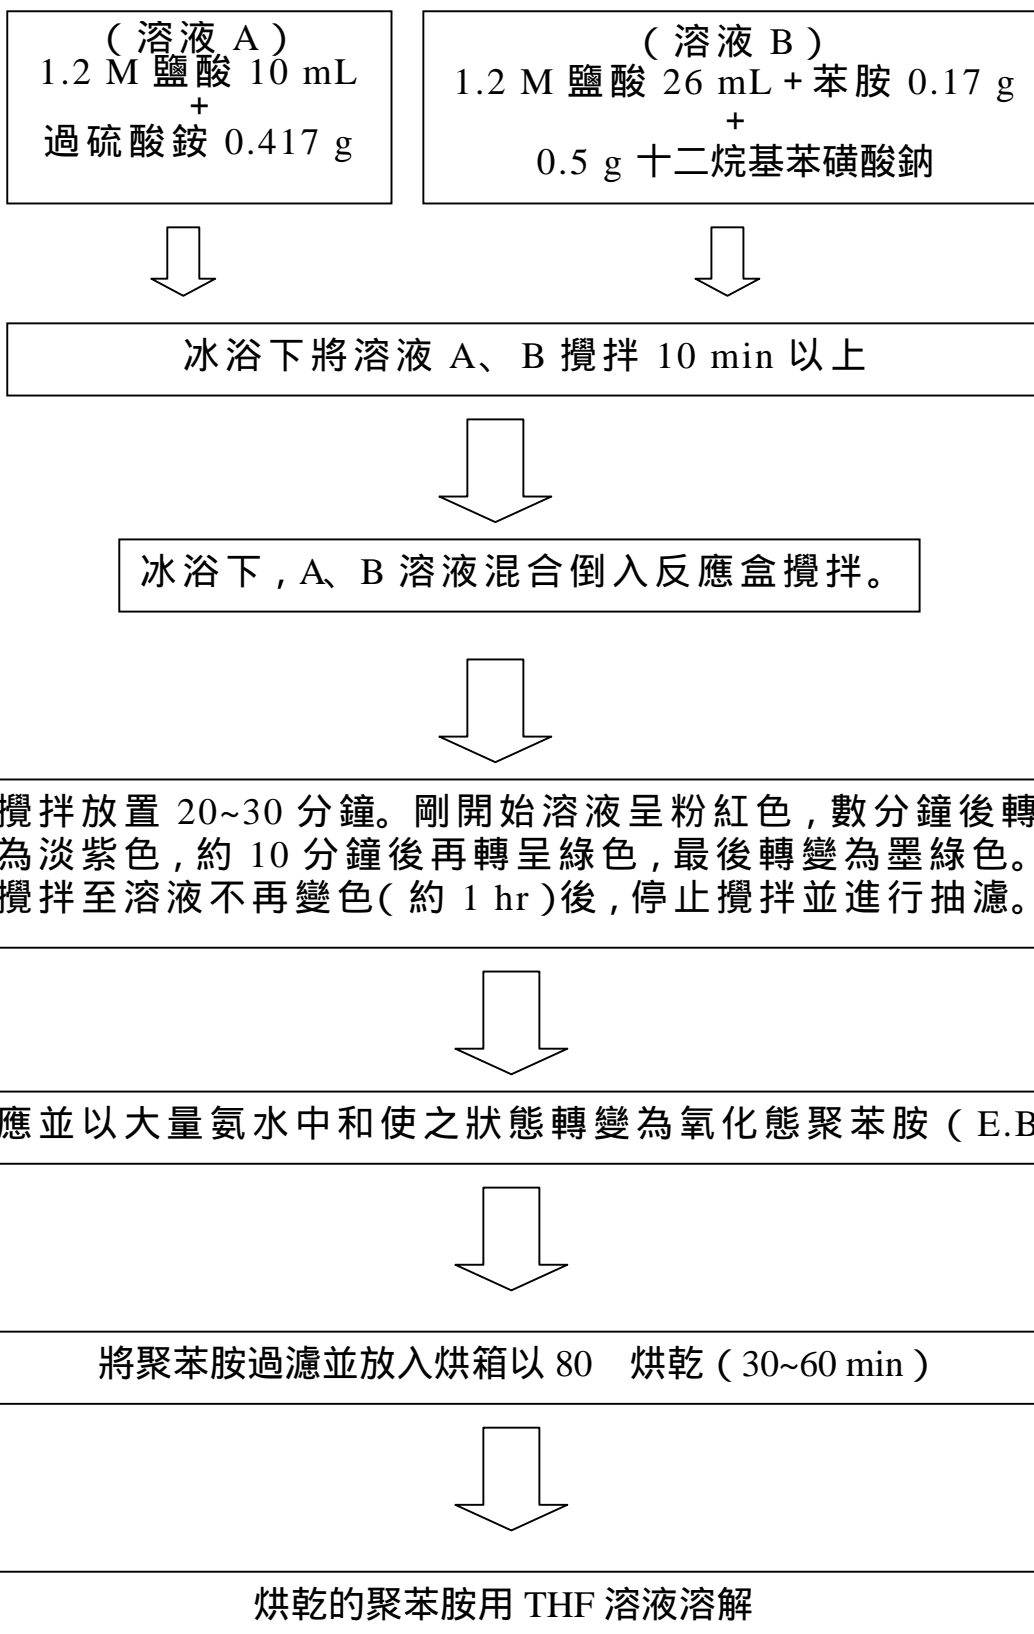 (溶液 A)
1.2 M 鹽酸 10 mL
+
過硫酸銨 0.417 g
(溶液 B)
1.2 M 鹽酸 26 mL + 苯胺 0.17 g
+
0.5 g 十二烷基苯磺酸鈉
冰浴下將溶液 A、B 攪拌 10 min 以上
冰浴下,A、B 溶液混合倒入反應盒攪拌。
攪拌放置 20~30 分鐘。剛開始溶液呈粉紅色,數分鐘後轉
為淡紫色,約 10 分鐘後再轉呈綠色,最後轉變為墨綠色。
攪拌至溶液不再變色(約 1 hr)後,停止攪拌並進行抽濾。
應並以大量氨水中和使之狀態轉變為氧化態聚苯胺(E.B
將聚苯胺過濾並放入烘箱以 80 烘乾(30~60 min)
烘乾的聚苯胺用 THF 溶液溶解